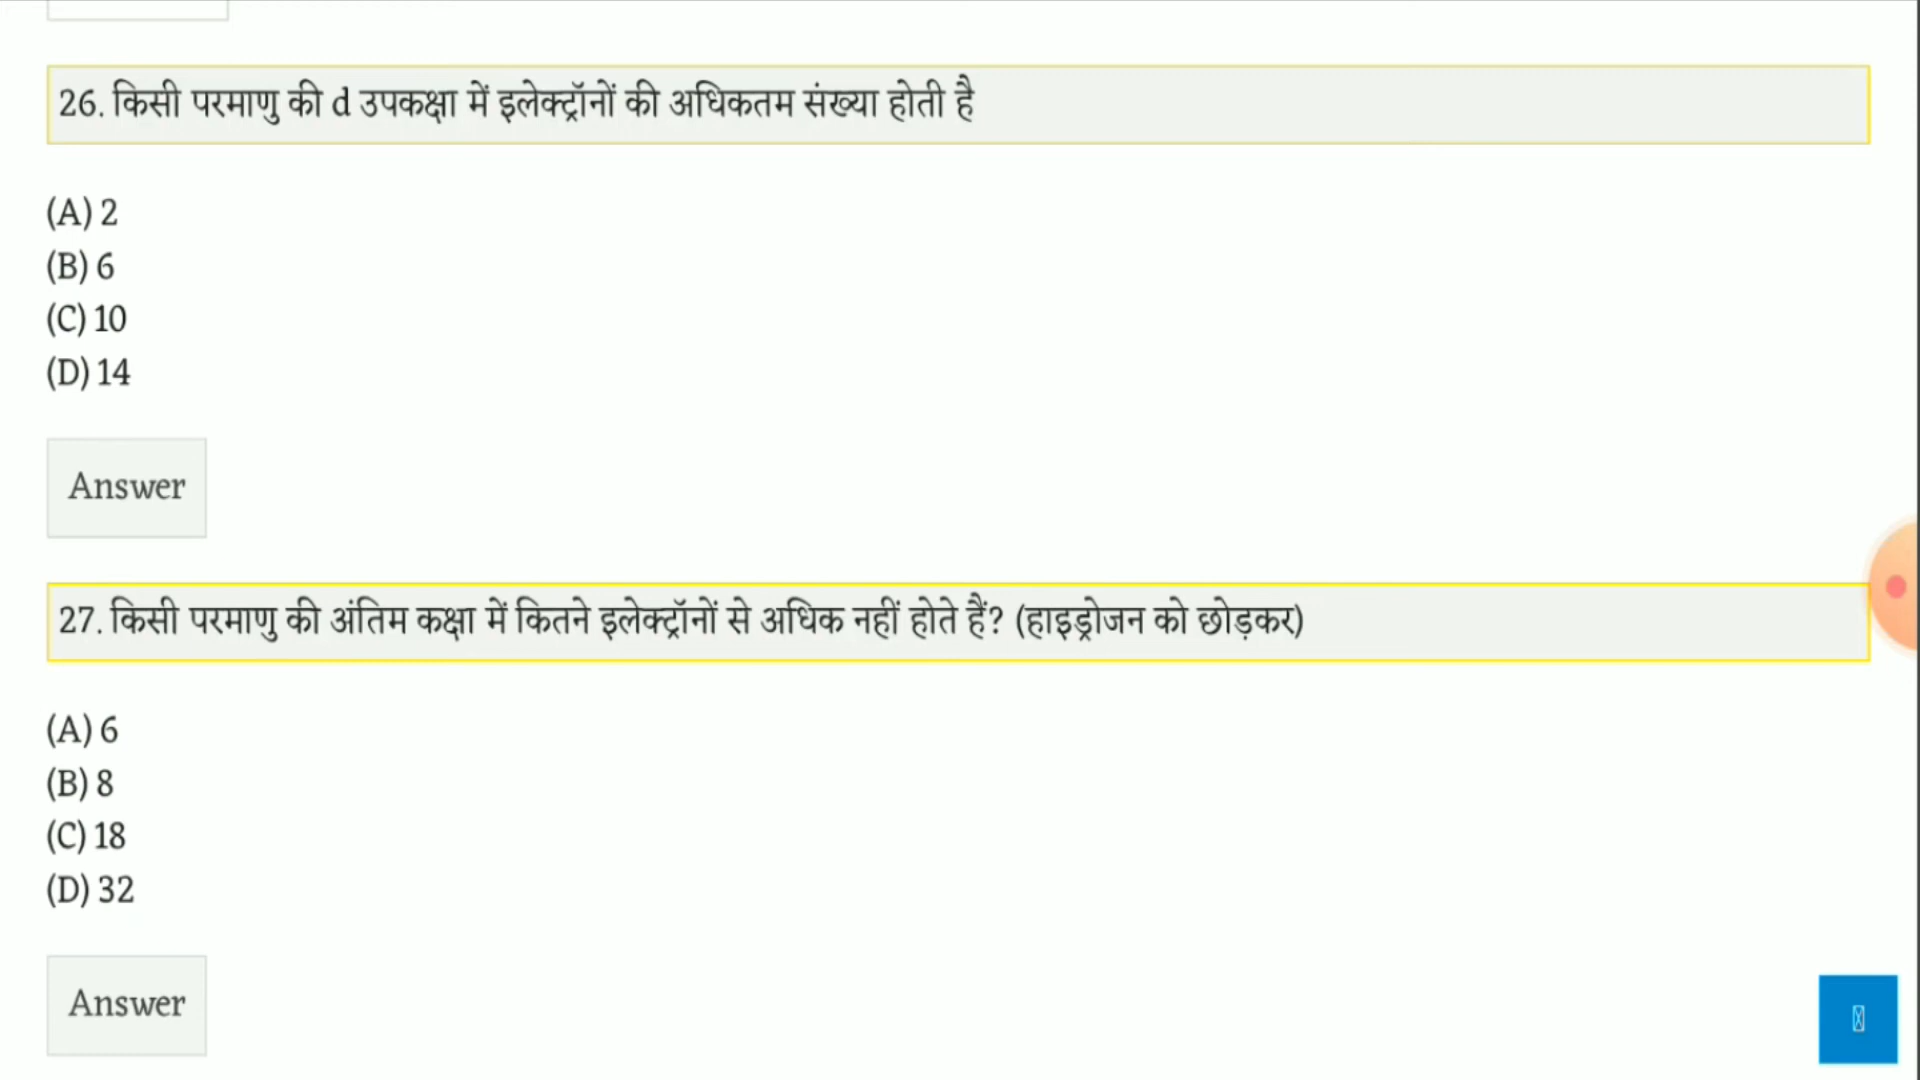 26. किसी परमाणु की d उपकक्षा में इलेक्ट्रॉनों की अधिकतम संख्या होती है
(A) 2
(B) 6
(C) 10
(D) 14
Answer
27. किसी परमाणु की अंतिम कक्षा में कितने इलेक्ट्रॉनों से अधिक नहीं होते हैं? (हाइड्रोजन को छोड़कर)
(A) 6
(B) 8
(C) 18
(D) 32
Answer